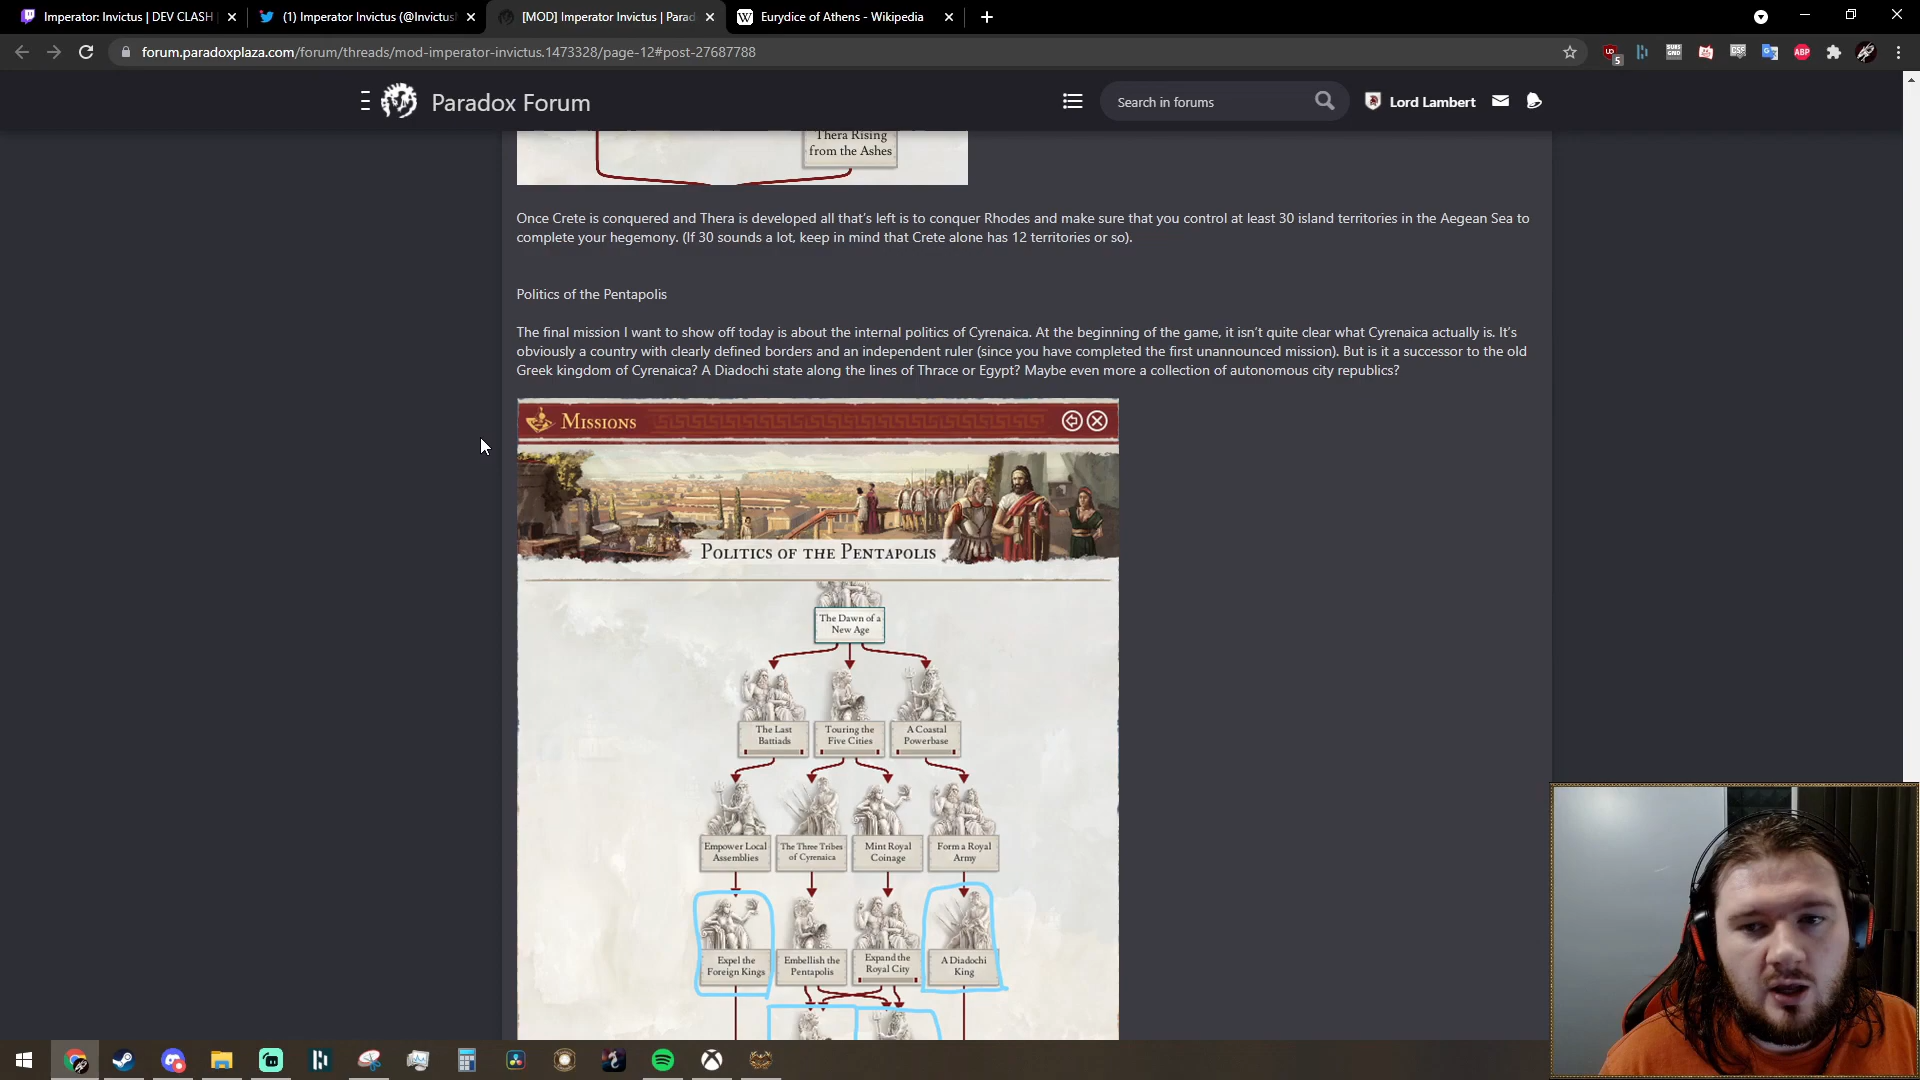 Imperator: Invictus | DEV CLASH
(1) Imperator Invictus (@Invictus
[MOD] Imperator Invictus | Parad
Eurydice of Athens - Wikipedia
forum.paradoxplaza.com/forum/threads/mod-imperator-invictus.1473328/page-12#post-27687788
5
ABP
Paradox Forum
Search in forums
Lord Lambert
Thera Rising
from the Ashes
Once Crete is conquered and Thera is developed all that's left is to conquer Rhodes and make sure that you control at least 30 island territories in the Aegean Sea to
complete your hegemony. (If 30 sounds a lot, keep in mind that Crete alone has 12 territories or so).
Politics of the Pentapolis
The final mission I want to show off today is about the internal politics of Cyrenaica. At the beginning of the game, it isn't quite clear what Cyrenaica actually is. It's
obviously a country with clearly defined borders and an independent ruler (since you have completed the first unannounced mission). But is it a successor to the old
Greek kingdom of Cyrenaica? A Diadochi state along the lines of Thrace or Egypt? Maybe even more a collection of autonomous city republics?
Missions
Politics of the Pentapolis
The Dawn of a
New Age
The Last
Battiads
Touring the
Five Cities
A Coastal
Powerbase
Empower Local
Assemblies
The Three Tribes
of Cyrenaica
Mint Royal
Coinage
Form a Royal
Army
Expel the
Foreign Kings
Embellish the
Pentapolis
Expand the
Royal City
A Diadochi
King